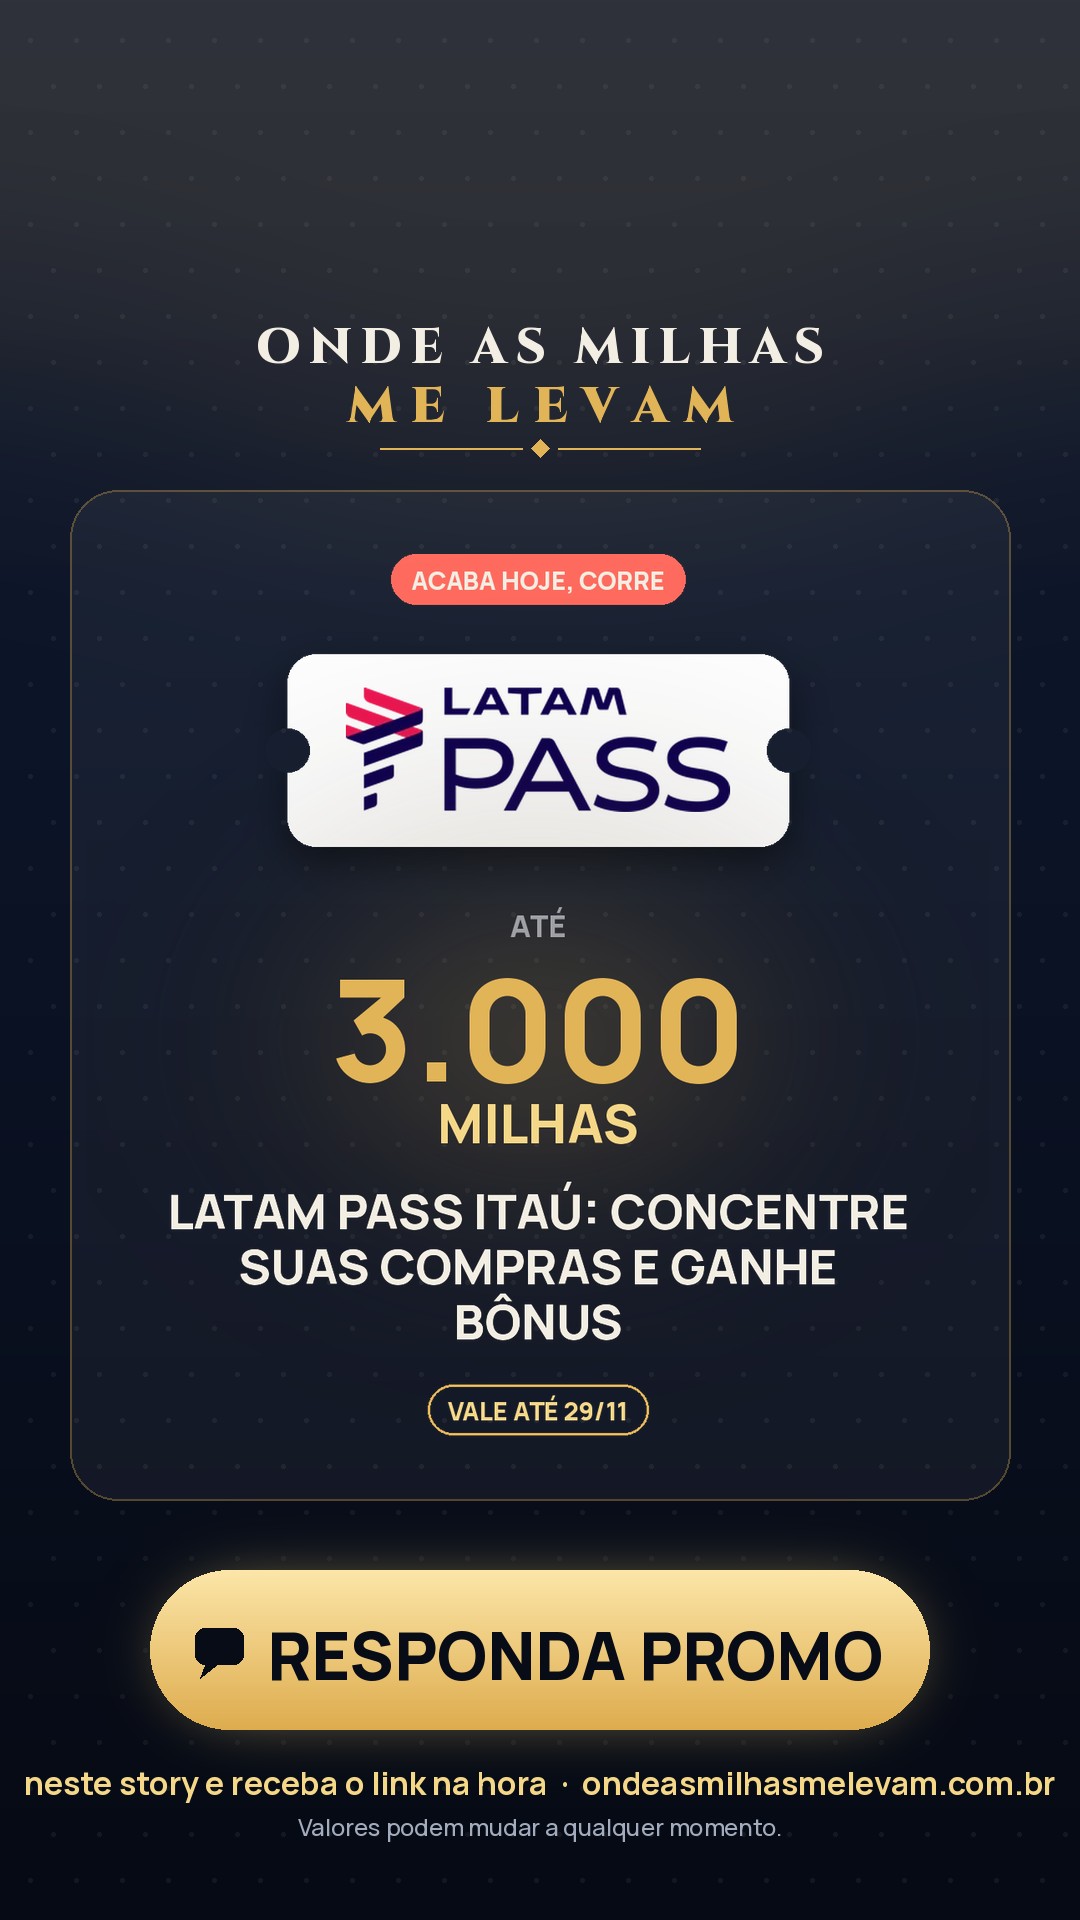 ONDE AS MILHAS
ME LEVAM
ACABA HOJE, CORRE
LATAM
PASS
ATÉ
3.000
MILHAS
LATAM PASS ITAÚ: CONCENTRE
SUAS COMPRAS E GANHE
BÔNUS
VALE ATÉ 29/11
RESPONDA PROMO
neste story e receba o link na hora · ondeasmilhasmelevam.com.br
Valores podem mudar a qualquer momento.